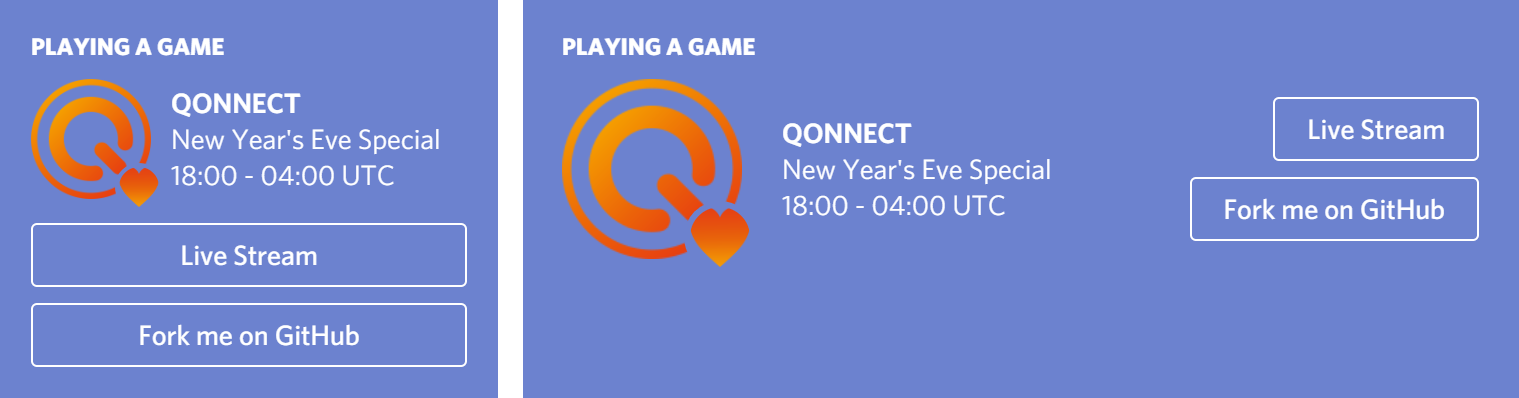 PLAYING A GAME
QONNECT
New Year's Eve Special
18:00 - 04:00 UTC
Live Stream
Fork me on GitHub
PLAYING A GAME
QONNECT
New Year's Eve Special
18:00 - 04:00 UTC
Live Stream
Fork me on GitHub